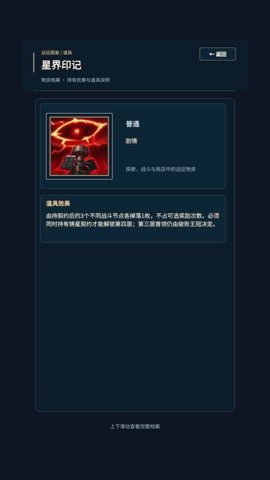 远征图鉴 / 道具
星界印记
物资档案 · 持有效果与道具说明
← 返回
普通
剧情
探索、战斗与商店中的远征物资
道具效果
由持契约后的3个不同战斗节点各掉落1枚，不占可选奖励次数。必须
同时持有铸星契约才能解锁第四层；第三层首领仍由破败王冠决定。
上下滑动查看完整档案